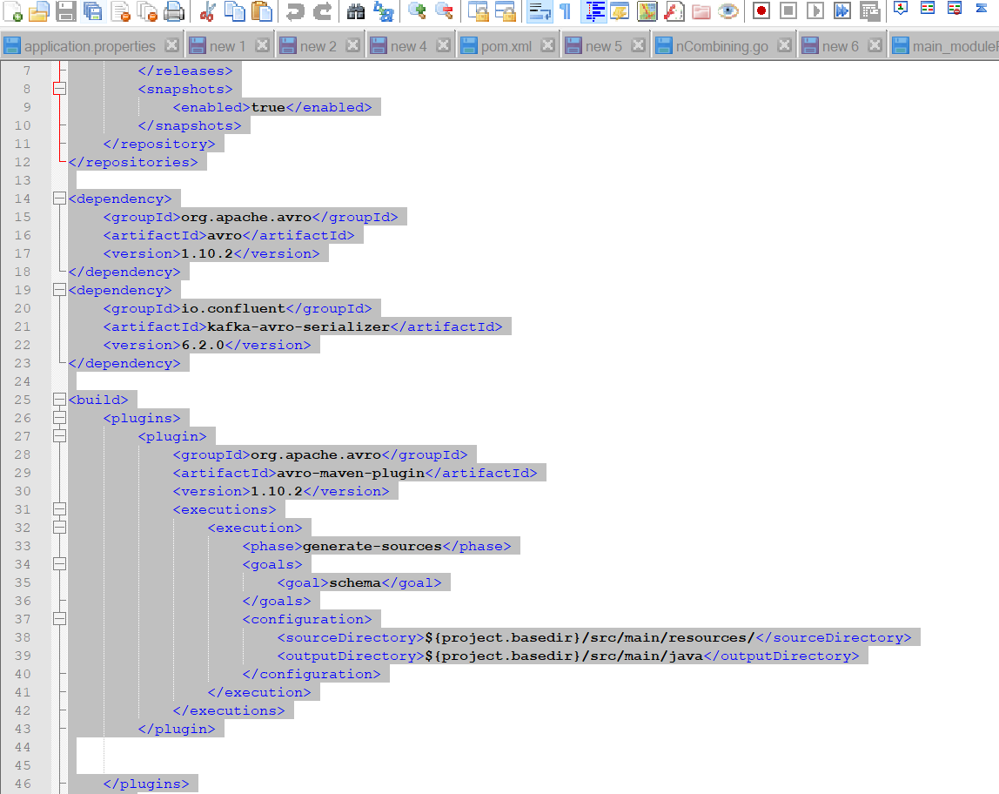 application.properties new 1 new 2 new 4 pom.xml new 5 nCombining.go new 6 main_module
7 </releases>
8 <snapshots>
9 <enabled>true</enabled>
10 </snapshots>
11 </repository>
12 </repositories>
13
14 <dependency>
15 <groupId>org.apache.avro</groupId>
16 <artifactId>avro</artifactId>
17 <version>1.10.2</version>
18 </dependency>
19 <dependency>
20 <groupId>io.confluent</groupId>
21 <artifactId>kafka-avro-serializer</artifactId>
22 <version>6.2.0</version>
23 </dependency>
24
25 <build>
26 <plugins>
27 <plugin>
28 <groupId>org.apache.avro</groupId>
29 <artifactId>avro-maven-plugin</artifactId>
30 <version>1.10.2</version>
31 <executions>
32 <execution>
33 <phase>generate-sources</phase>
34 <goals>
35 <goal>schema</goal>
36 </goals>
37 <configuration>
38 <sourceDirectory>${project.basedir}/src/main/resources/</sourceDirectory>
39 <outputDirectory>${project.basedir}/src/main/java</outputDirectory>
40 </configuration>
41 </execution>
42 </executions>
43 </plugin>
44
45
46 </plugins>